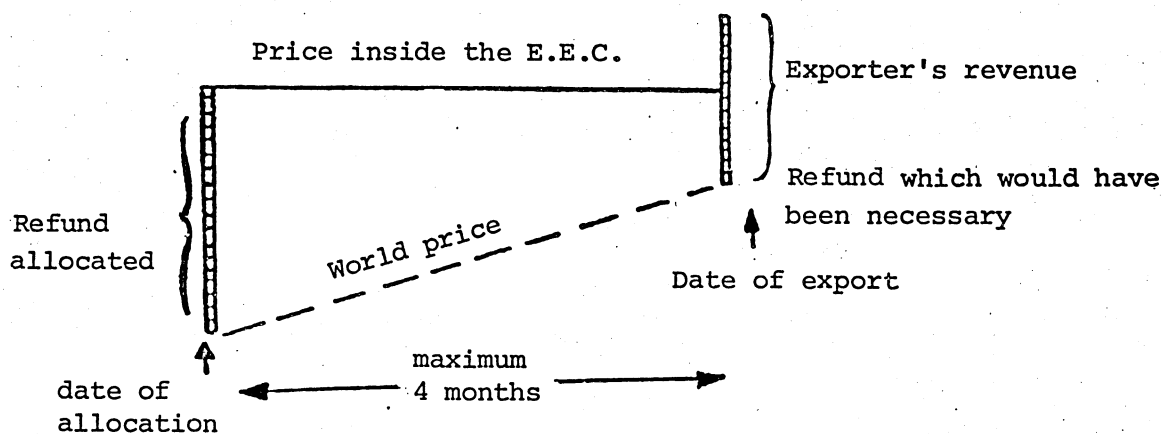 Price inside the E.E.C.
Exporter's revenue
Refund
allocated
World price
Refund which would have
been necessary
Date of export
date of
allocation
maximum
4 months